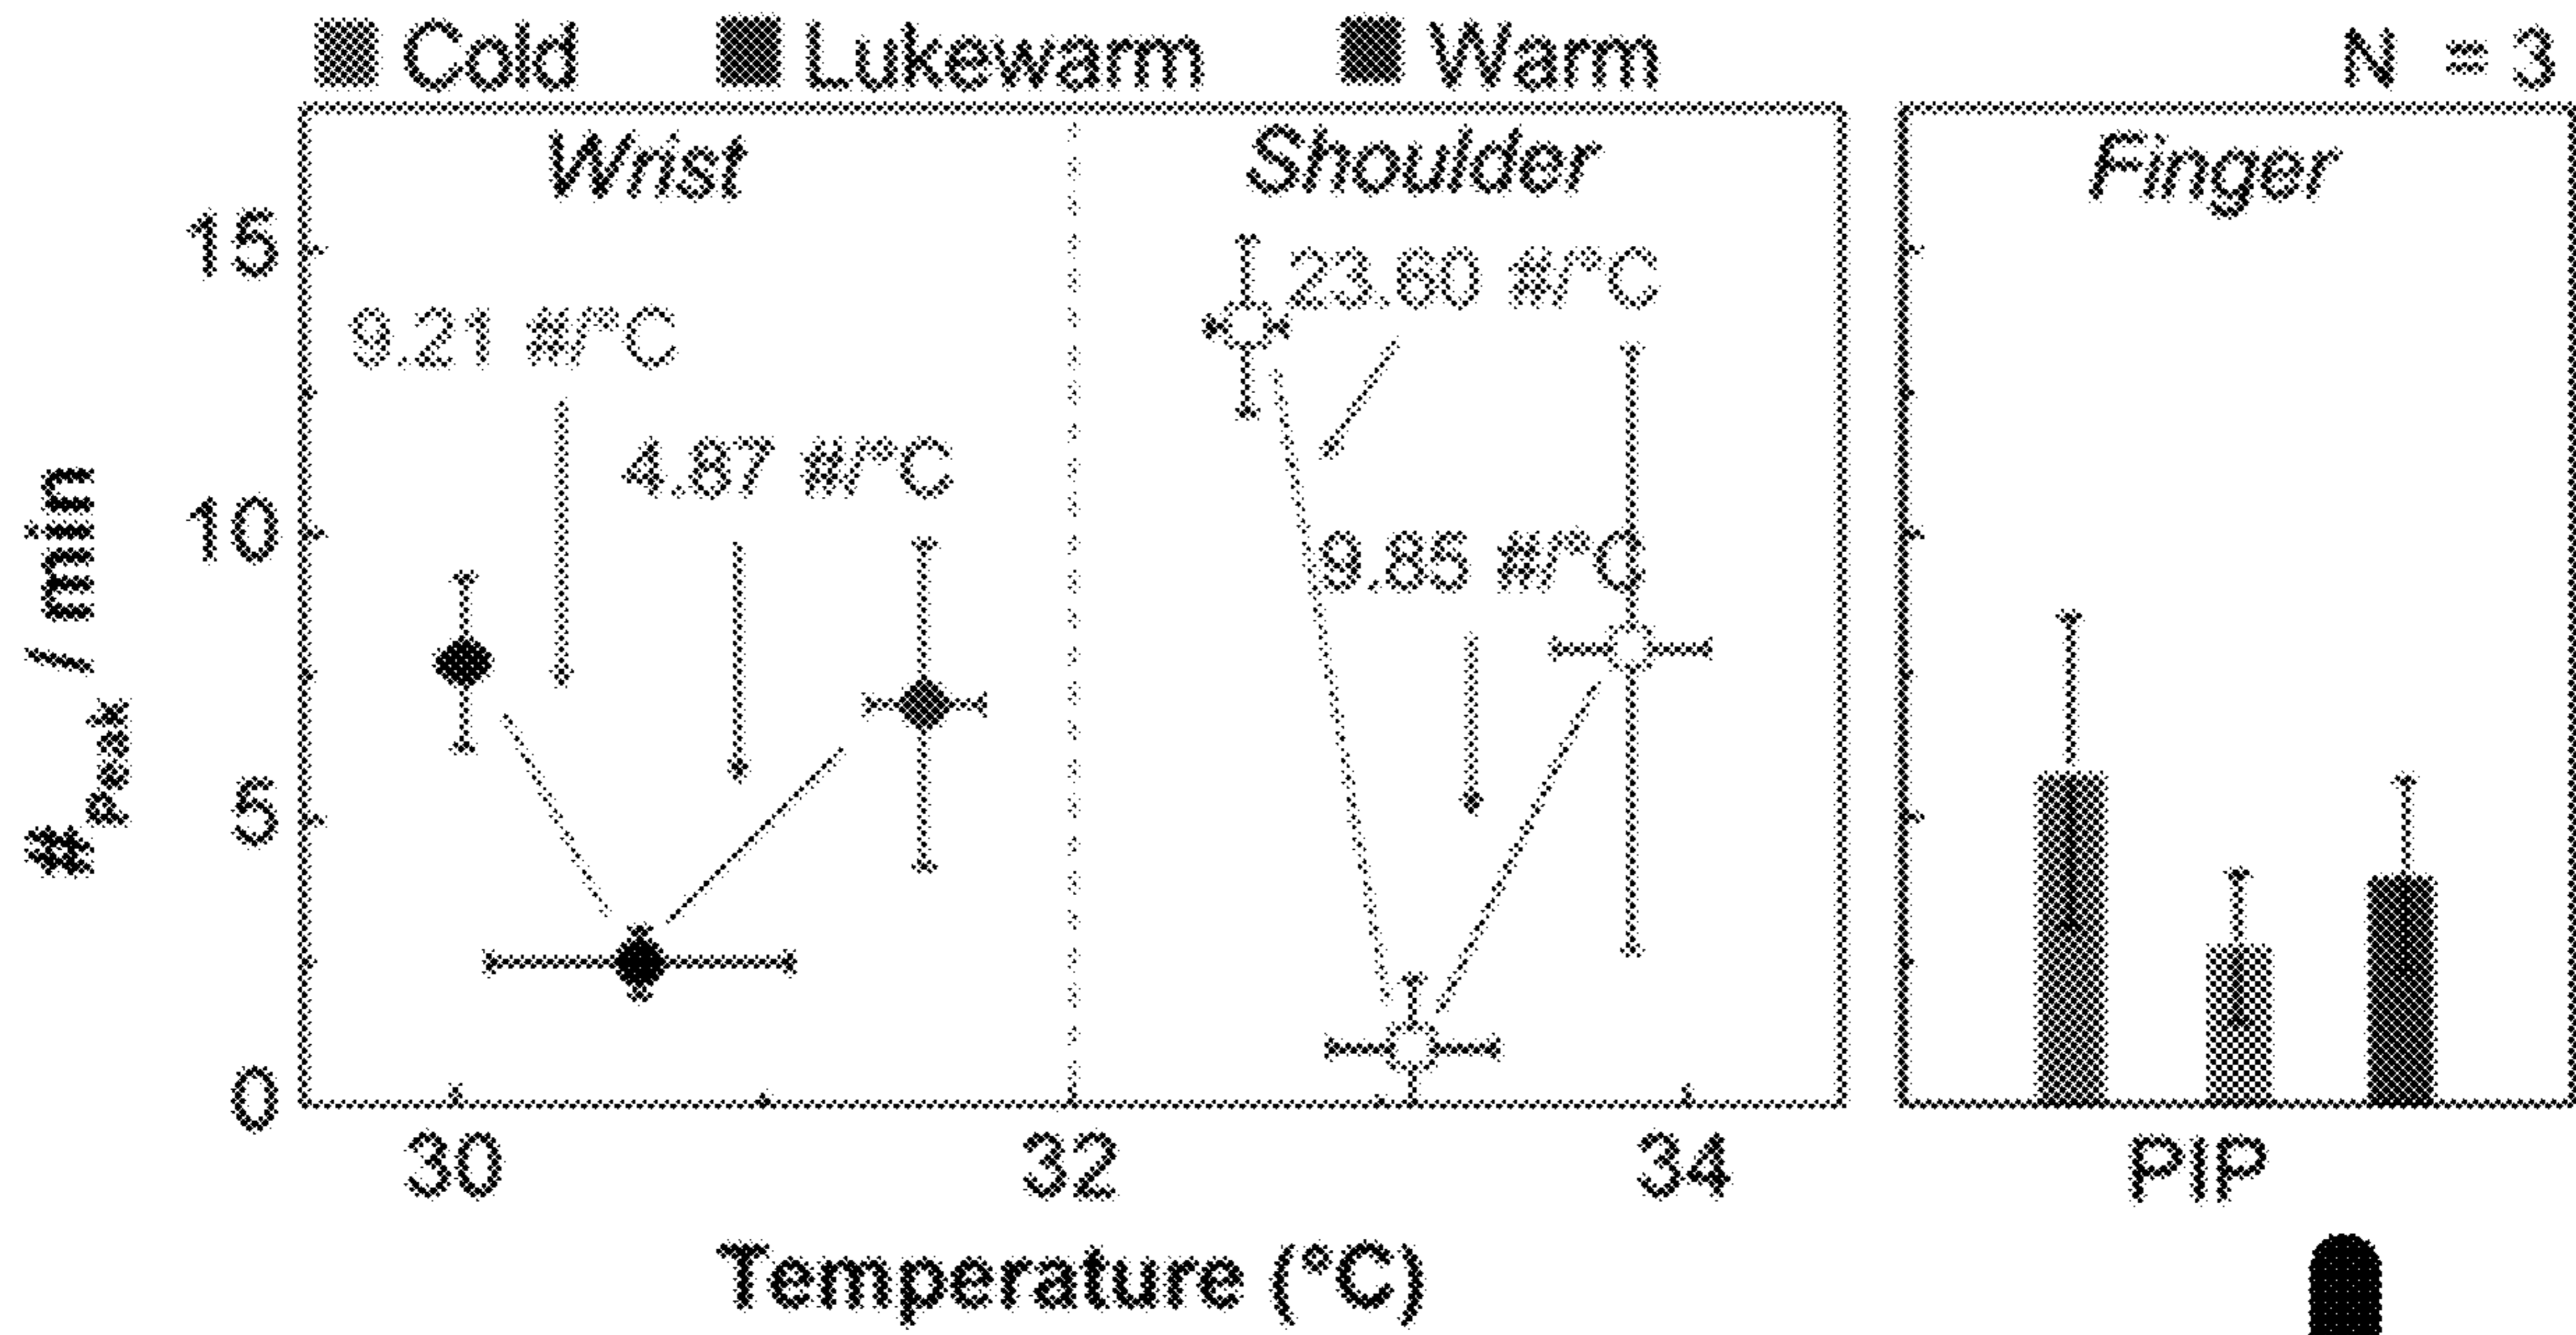 Cold Lukewarm Warm N = 3
Wrist Shoulder Finger
15
10
5
0
#Peak / min
9.21 #/°C
4.87 #/°C
23.60 #/°C
9.85 #/°C
30 32 34 PIP
Temperature (°C)